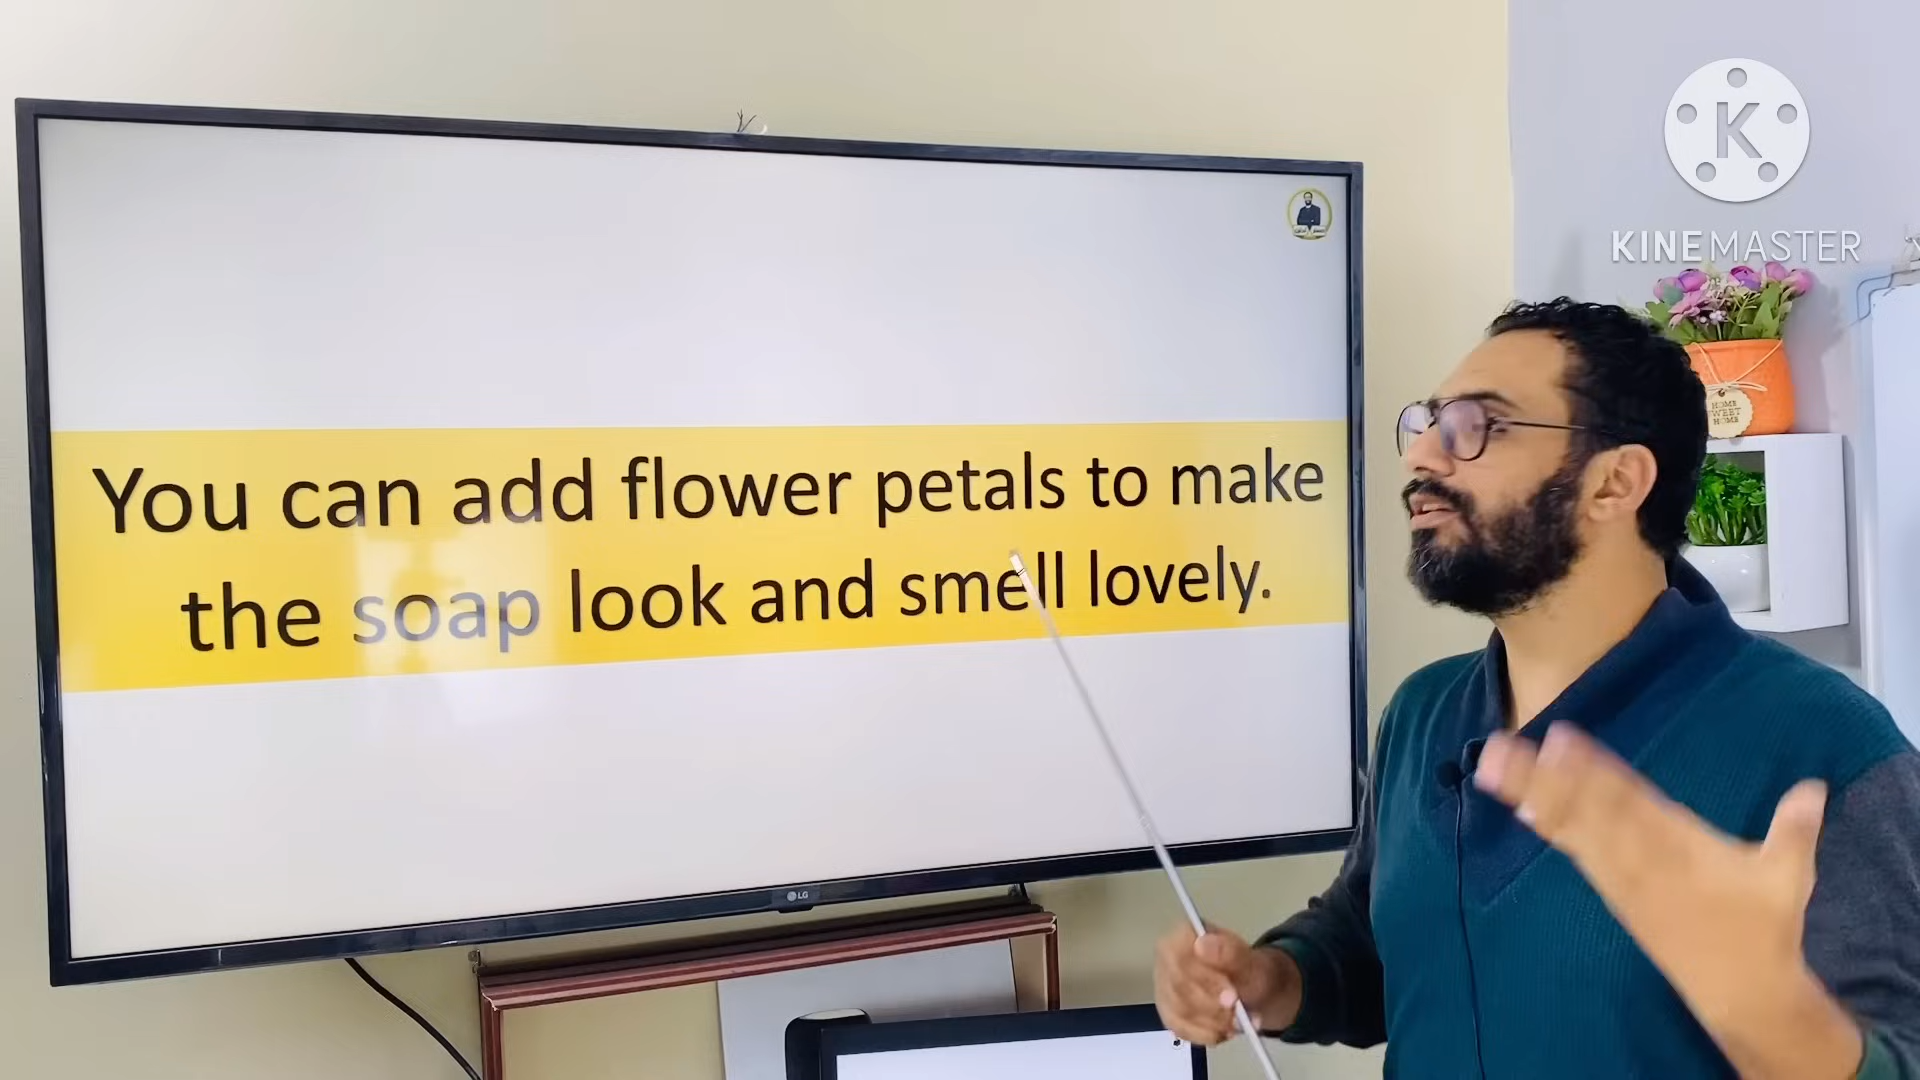 You can add flower petals to make
the soap look and smell lovely.
K
KINEMASTER
HOME
SWEET
HOME
LG